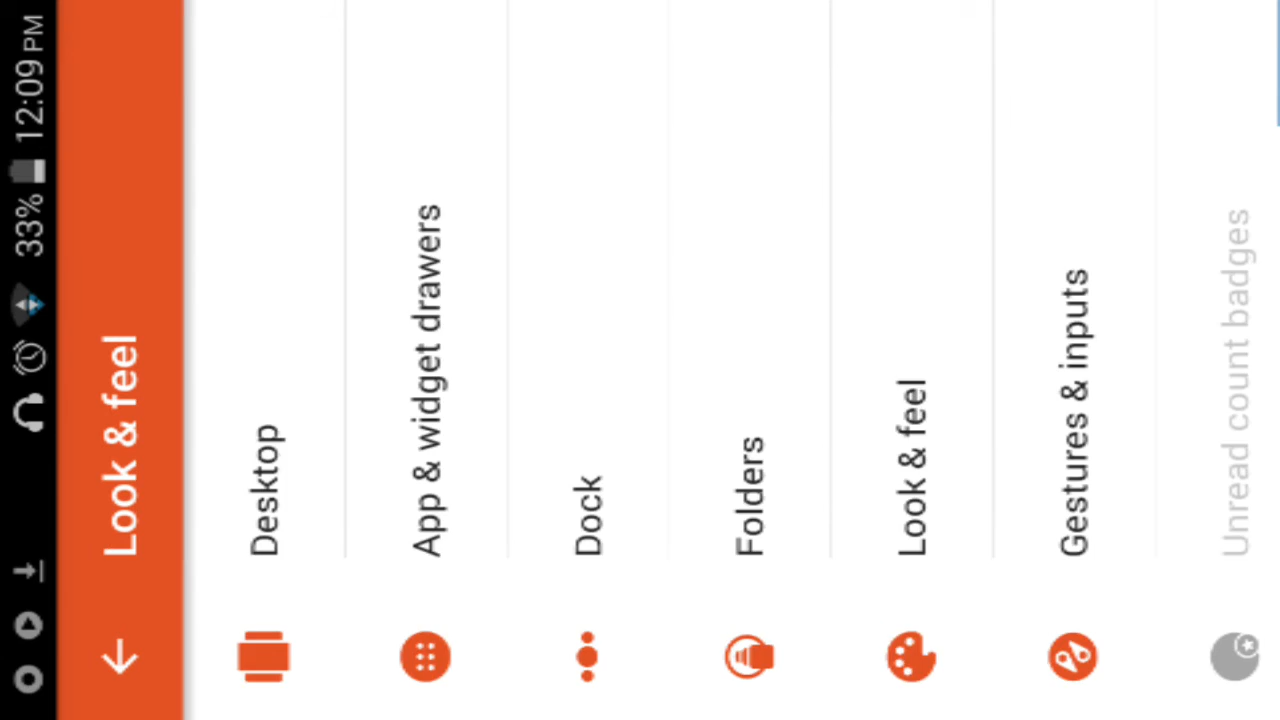 33% 12:09 PM
Look & feel
Desktop
App & widget drawers
Dock
Folders
Look & feel
Gestures & inputs
Unread count badges